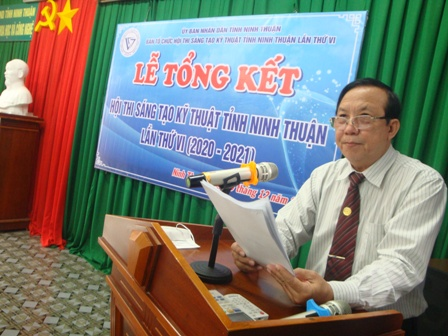 ỦY BAN NHÂN DÂN TỈNH NINH THUẬN
BAN TỔ CHỨC HỘI THI SÁNG TẠO KỸ THUẬT TỈNH NINH THUẬN LẦN THỨ VI
LỄ TỔNG KẾT
HỘI THI SÁNG TẠO KỸ THUẬT TỈNH NINH THUẬN
LẦN THỨ VI (2020 - 2021)
Ninh
tháng 12 năm